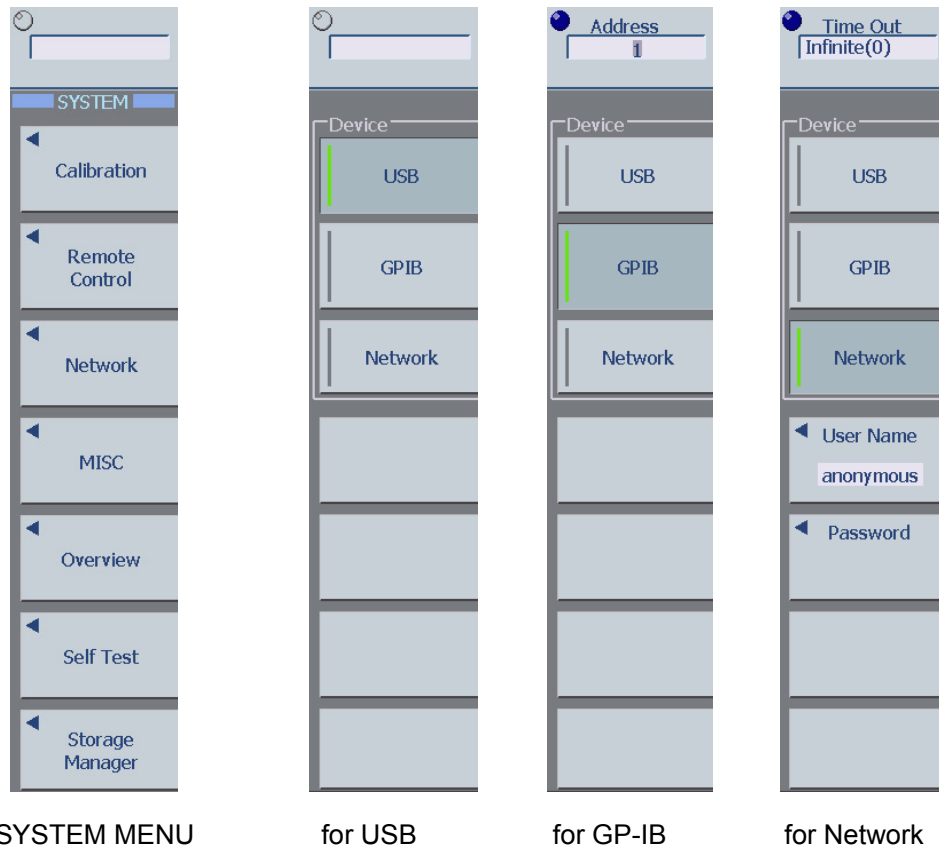 SYSTEM
Calibration
Remote
Control
Network
MISC
Overview
Self Test
Storage
Manager
SYSTEM MENU
Device
USB
GPIB
Network
for USB
Address
1
Device
USB
GPIB
Network
for GP-IB
Time Out
Infinite(0)
Device
USB
GPIB
Network
User Name
anonymous
Password
for Network